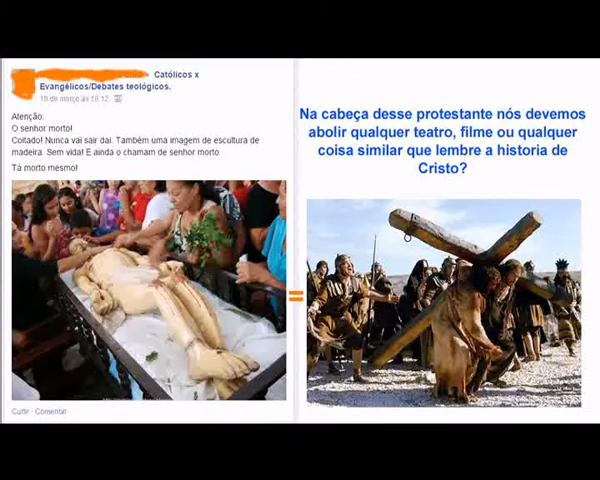 Católicos x
Evangélicos/Debates teológicos.
19 de março às 16:12
Atenção:
O senhor morto!
Coitado! Nunca vai sair daí. Também uma imagem de escultura de
madeira. Sem vida! E ainda o chamam de senhor morto.
Tá morto mesmo!
Curtir · Comentar
Na cabeça desse protestante nós devemos
abolir qualquer teatro, filme ou qualquer
coisa similar que lembre a historia de
Cristo?
=